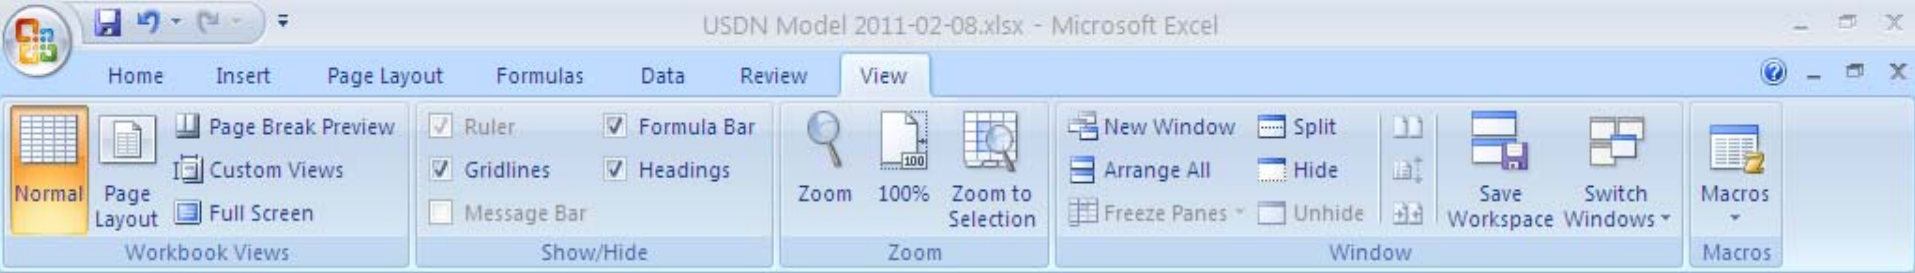 USDN Model 2011-02-08.xlsx - Microsoft Excel
Home Insert Page Layout Formulas Data Review View
Normal
Page Layout
Page Break Preview
Custom Views
Full Screen
Workbook Views
Ruler
Gridlines
Message Bar
Formula Bar
Headings
Show/Hide
Zoom
100
100%
Zoom to
Selection
Zoom
New Window
Arrange All
Freeze Panes
Split
Hide
Unhide
Save
Workspace
Switch
Windows
Window
Macros
Macros